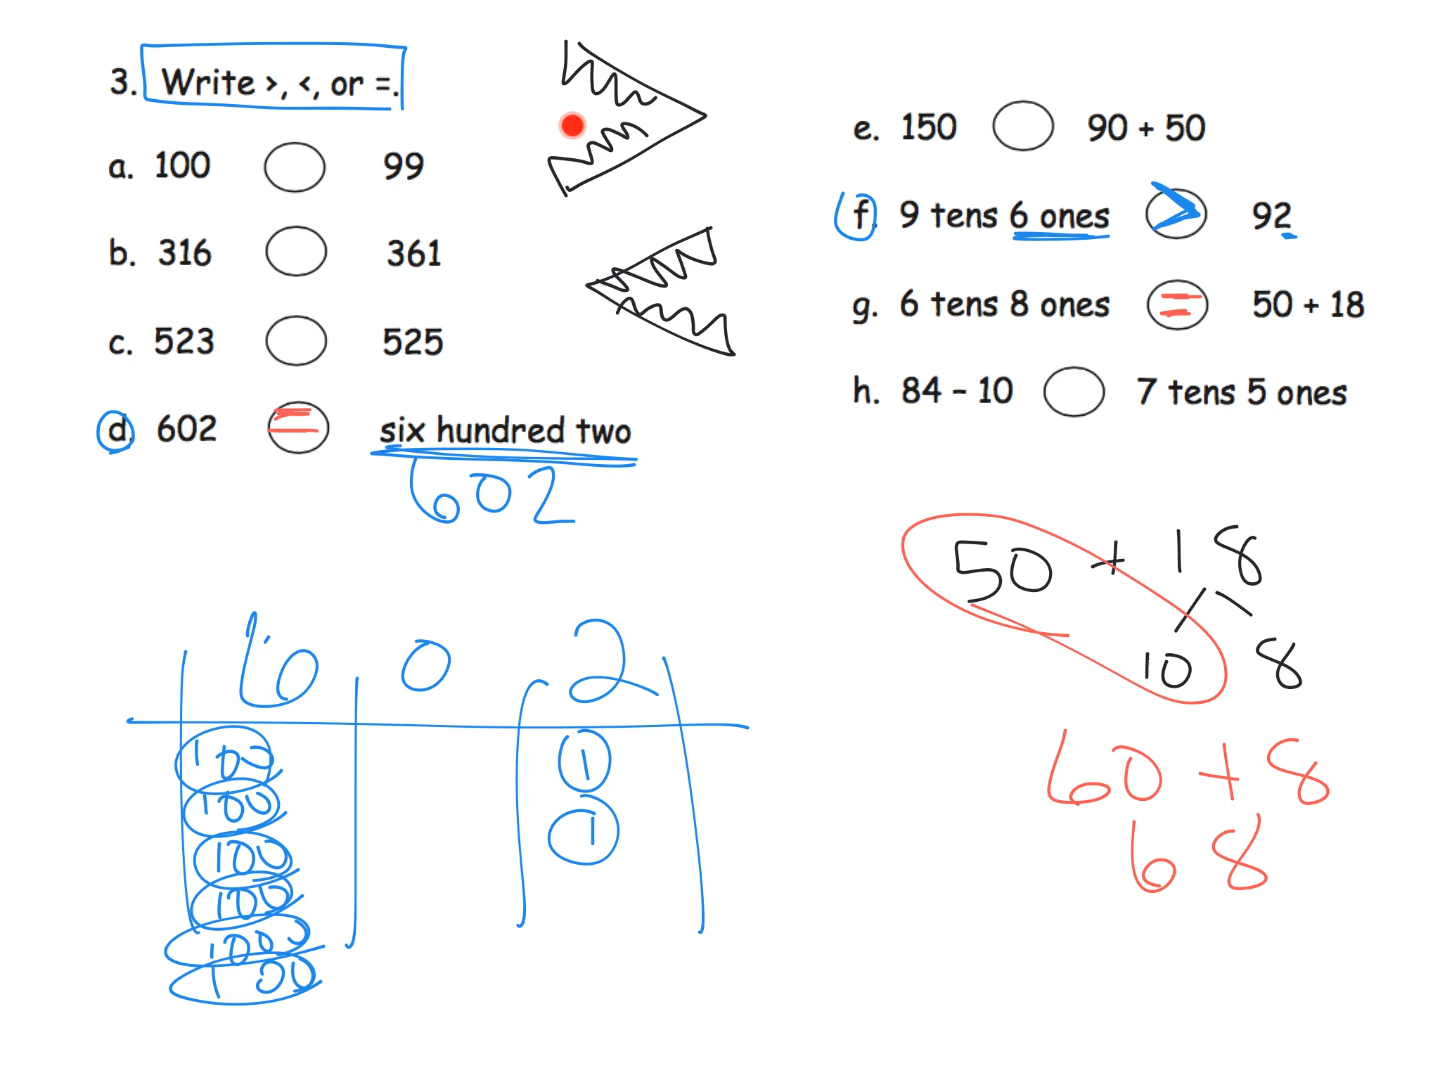 3. Write >, <, or =.
a. 100 99
b. 316 361
c. 523 525
d. 602 = six hundred two
602
6 0 2
100 1
100 1
100
100
100
100
e. 150 90 + 50
f. 9 tens 6 ones > 92
g. 6 tens 8 ones = 50 + 18
h. 84 – 10 7 tens 5 ones
50 + 18
10 8
60 + 8
68